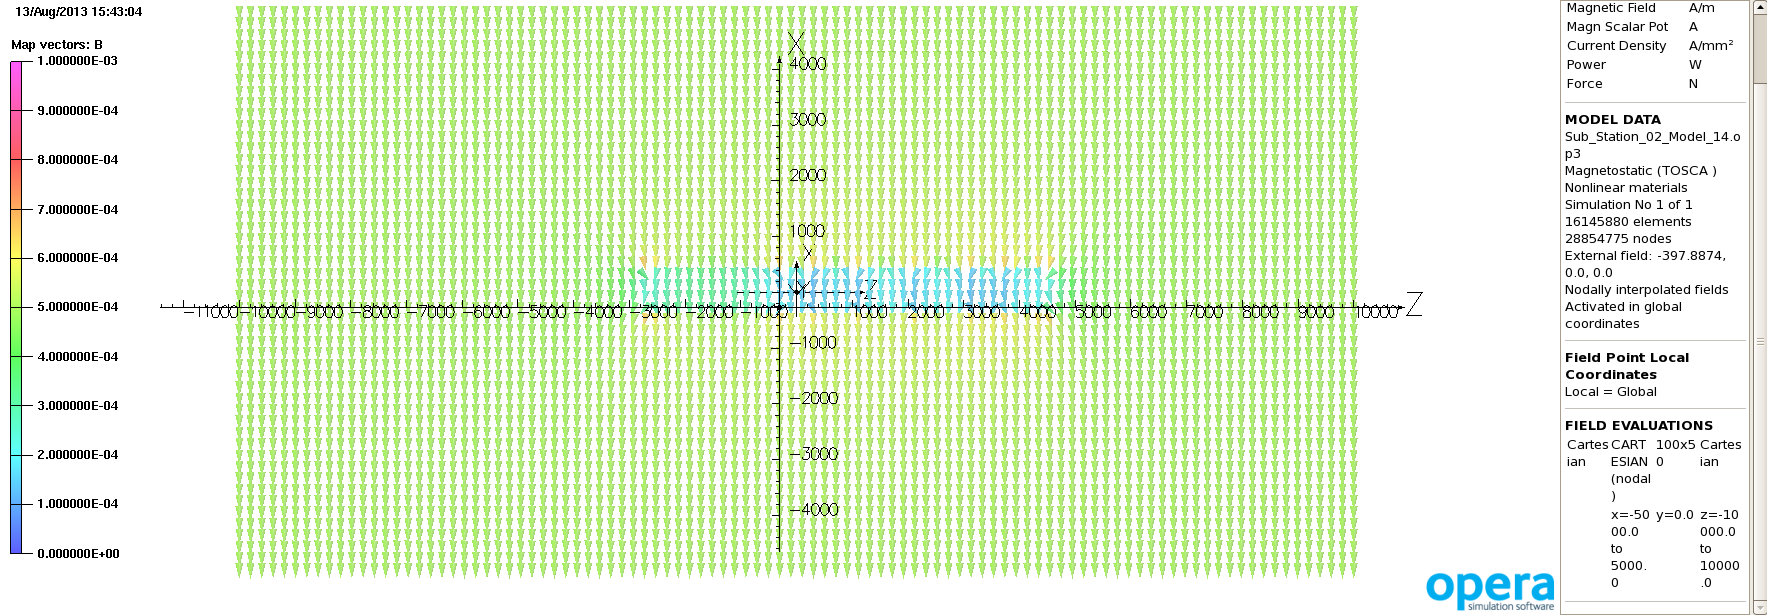 13/Aug/2013 15:43:04
Map vectors: B
1.000000E-03
9.000000E-04
8.000000E-04
7.000000E-04
6.000000E-04
5.000000E-04
4.000000E-04
3.000000E-04
2.000000E-04
1.000000E-04
0.000000E+00
X
4000
3000
2000
1000
X
Y
Z
-11000 -10000 -9000 -8000 -7000 -6000 -5000 -4000 -3000 -2000 -1000 1000 2000 3000 4000 5000 6000 7000 8000 9000 10000 Z
-1000
-2000
-3000
-4000
opera
simulation software
Magnetic Field A/m
Magn Scalar Pot A
Current Density A/mm²
Power W
Force N
MODEL DATA
Sub_Station_02_Model_14.o
p3
Magnetostatic (TOSCA )
Nonlinear materials
Simulation No 1 of 1
16145880 elements
28854775 nodes
External field: -397.8874,
0.0, 0.0
Nodally interpolated fields
Activated in global
coordinates
Field Point Local
Coordinates
Local = Global
FIELD EVALUATIONS
Cartes CART 100x5 Cartes
ian ESIAN 0 ian
(nodal
)
x=-50 y=0.0 z=-10
00.0 000.0
to to
5000. 10000
0 .0